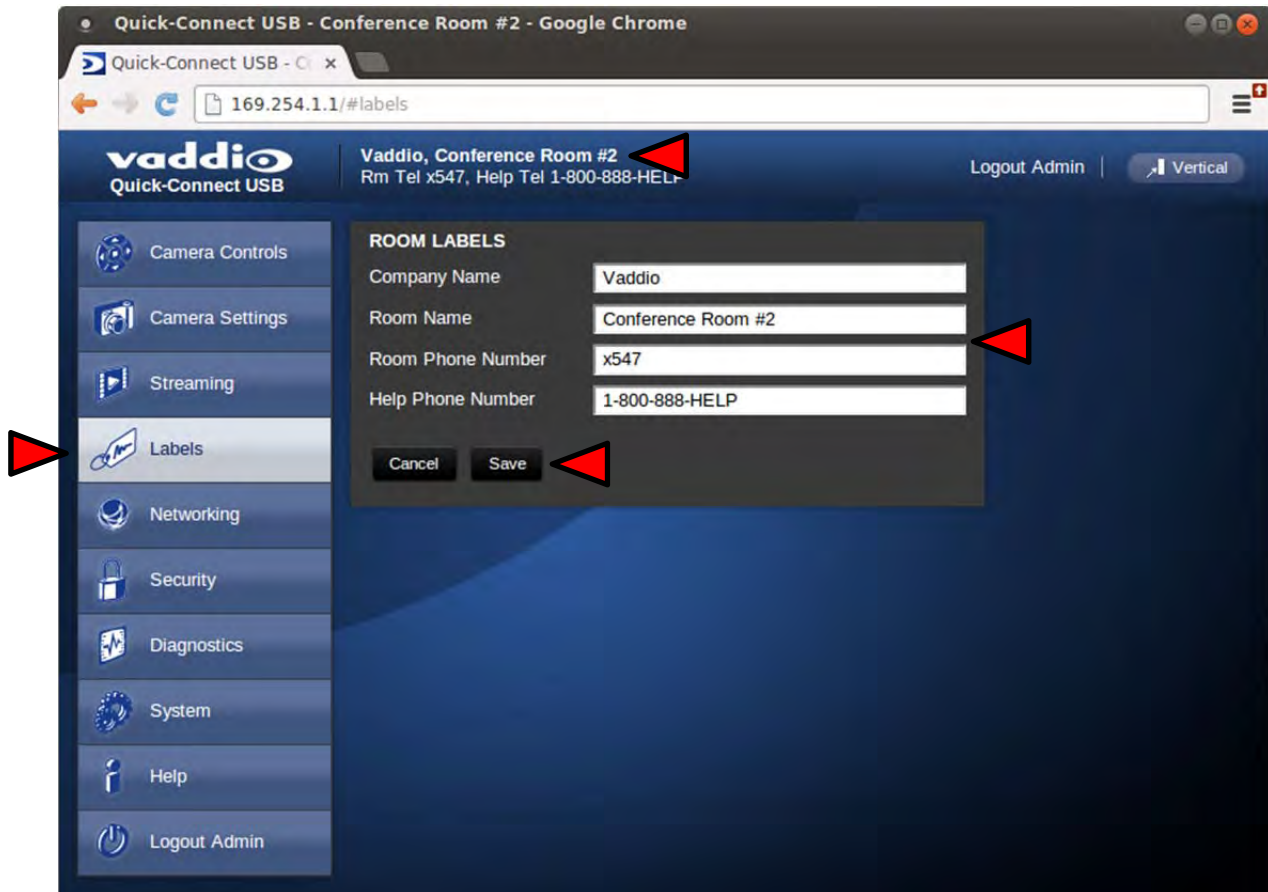 Quick-Connect USB - Conference Room #2 - Google Chrome
Quick-Connect USB - C
169.254.1.1/#labels
vaddio
Quick-Connect USB
Vaddio, Conference Room #2
Rm Tel x547, Help Tel 1-800-888-HELP
Logout Admin
Vertical
Camera Controls
Camera Settings
Streaming
Labels
Networking
Security
Diagnostics
System
Help
Logout Admin
ROOM LABELS
Company Name Vaddio
Room Name Conference Room #2
Room Phone Number x547
Help Phone Number 1-800-888-HELP
Cancel Save